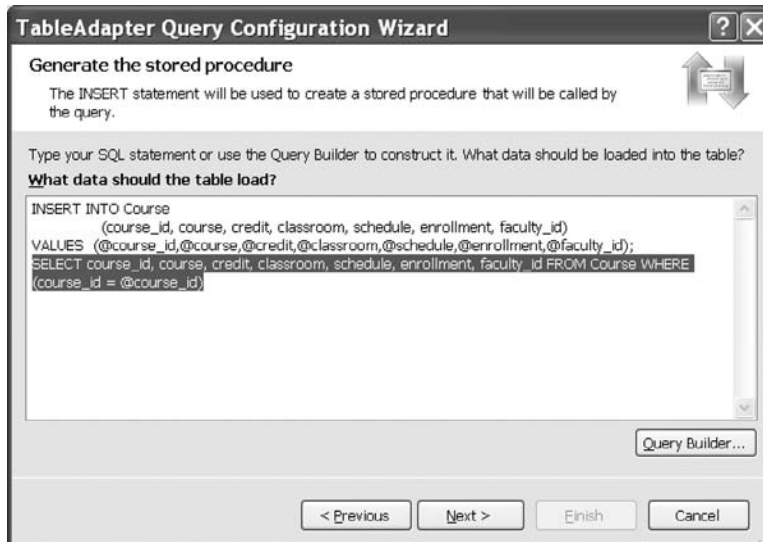 TableAdapter Query Configuration Wizard
Generate the stored procedure
The INSERT statement will be used to create a stored procedure that will be called by
the query.
Type your SQL statement or use the Query Builder to construct it. What data should be loaded into the table?
What data should the table load?
INSERT INTO Course
(course_id, course, credit, classroom, schedule, enrollment, faculty_id)
VALUES (@course_id,@course,@credit,@classroom,@schedule,@enrollment,@faculty_id);
SELECT course_id, course, credit, classroom, schedule, enrollment, faculty_id FROM Course WHERE
(course_id = @course_id)
Query Builder...
< Previous Next > Finish Cancel